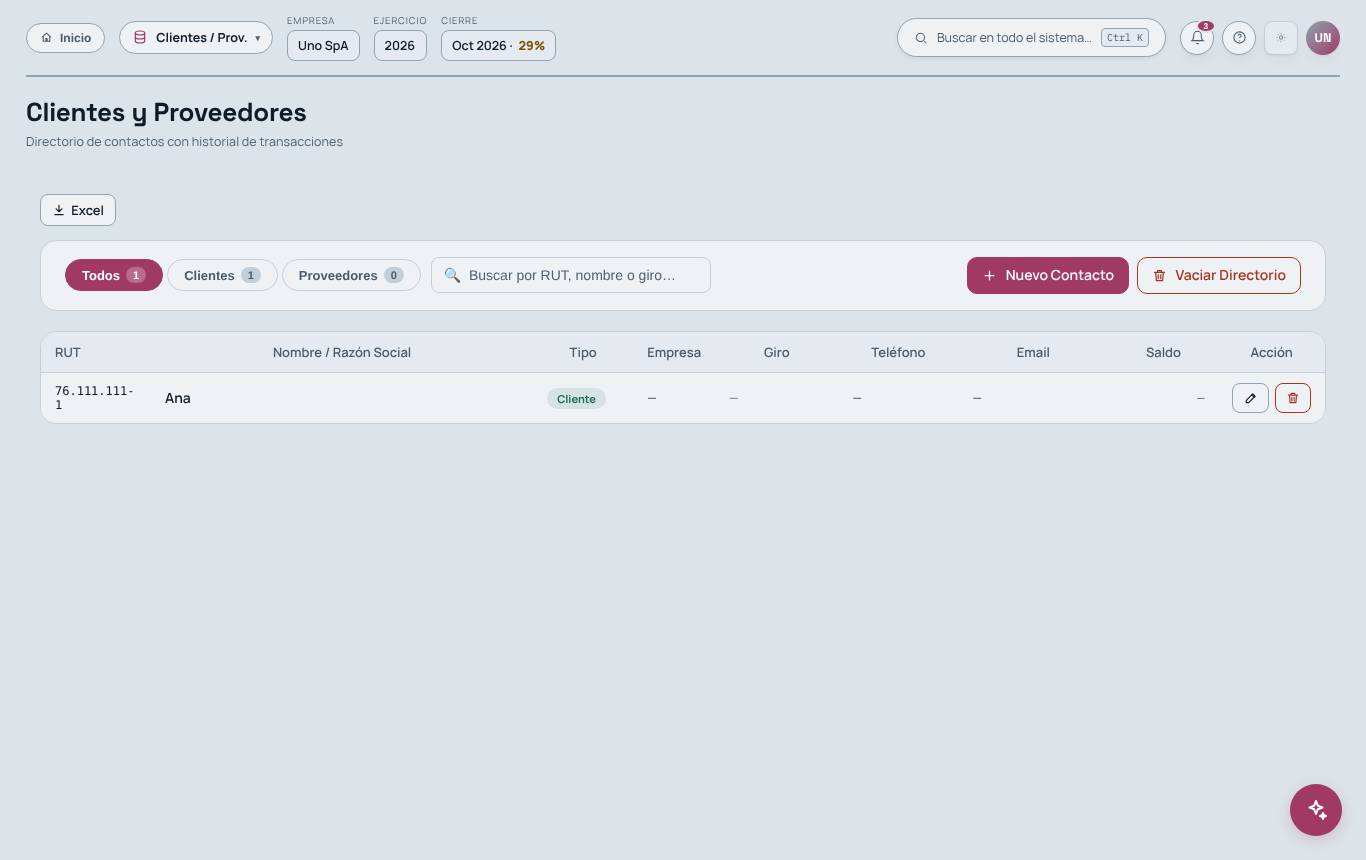 Inicio
Clientes / Prov. ▾
EMPRESA
Uno SpA
EJERCICIO
2026
CIERRE
Oct 2026 · 29%
Buscar en todo el sistema... Ctrl K
3
UN
Clientes y Proveedores
Directorio de contactos con historial de transacciones
Excel
Todos 1
Clientes 1
Proveedores 0
Buscar por RUT, nombre o giro...
+ Nuevo Contacto
Vaciar Directorio
RUT Nombre / Razón Social Tipo Empresa Giro Teléfono Email Saldo Acción
76.111.111-
1
Ana Cliente — — — — —